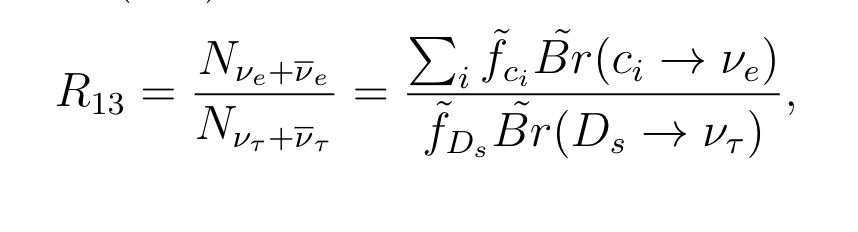 R_{13} = \frac{N_{\nu_e+\overline{\nu}_e}}{N_{\nu_\tau+\overline{\nu}_\tau}} = \frac{\sum_i \tilde{f}_{c_i} \tilde{Br}(c_i \to \nu_e)}{\tilde{f}_{D_s} \tilde{Br}(D_s \to \nu_\tau)},